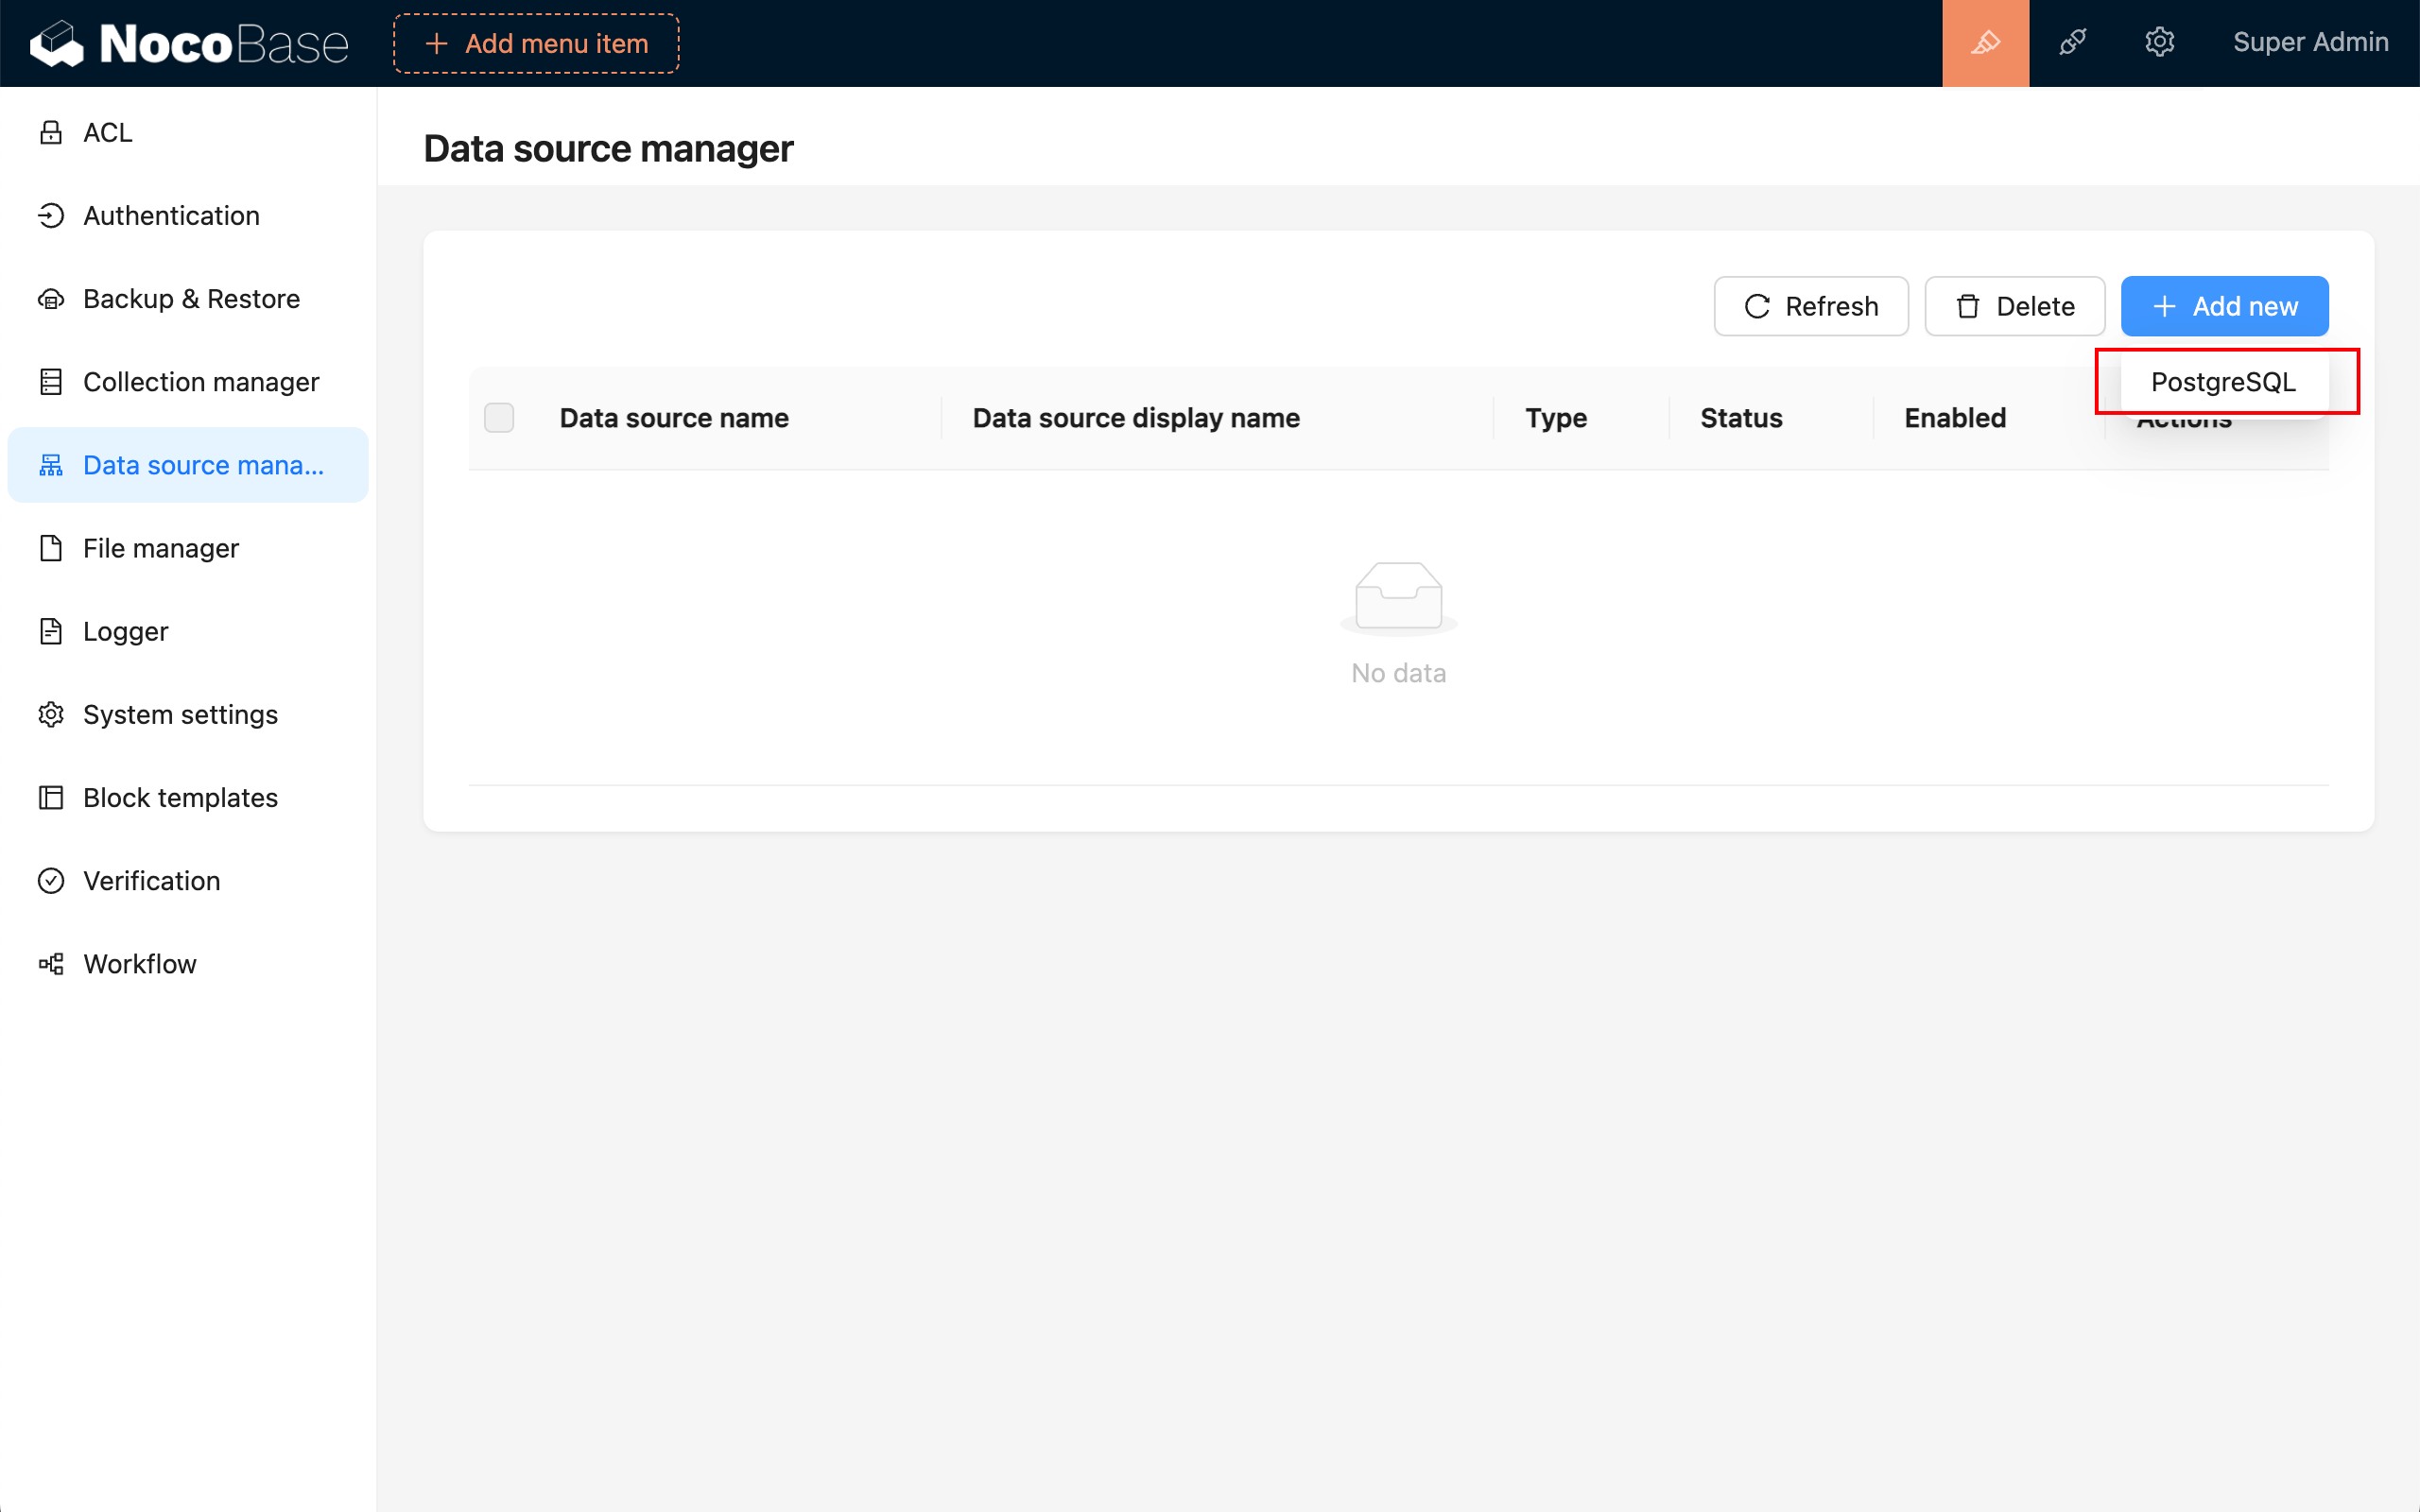 NocoBase
Add menu item
Super Admin
ACL
Authentication
Backup & Restore
Collection manager
Data source mana...
File manager
Logger
System settings
Block templates
Verification
Workflow
Data source manager
Refresh
Delete
Add new
PostgreSQL
Data source name
Data source display name
Type
Status
Enabled
Actions
No data